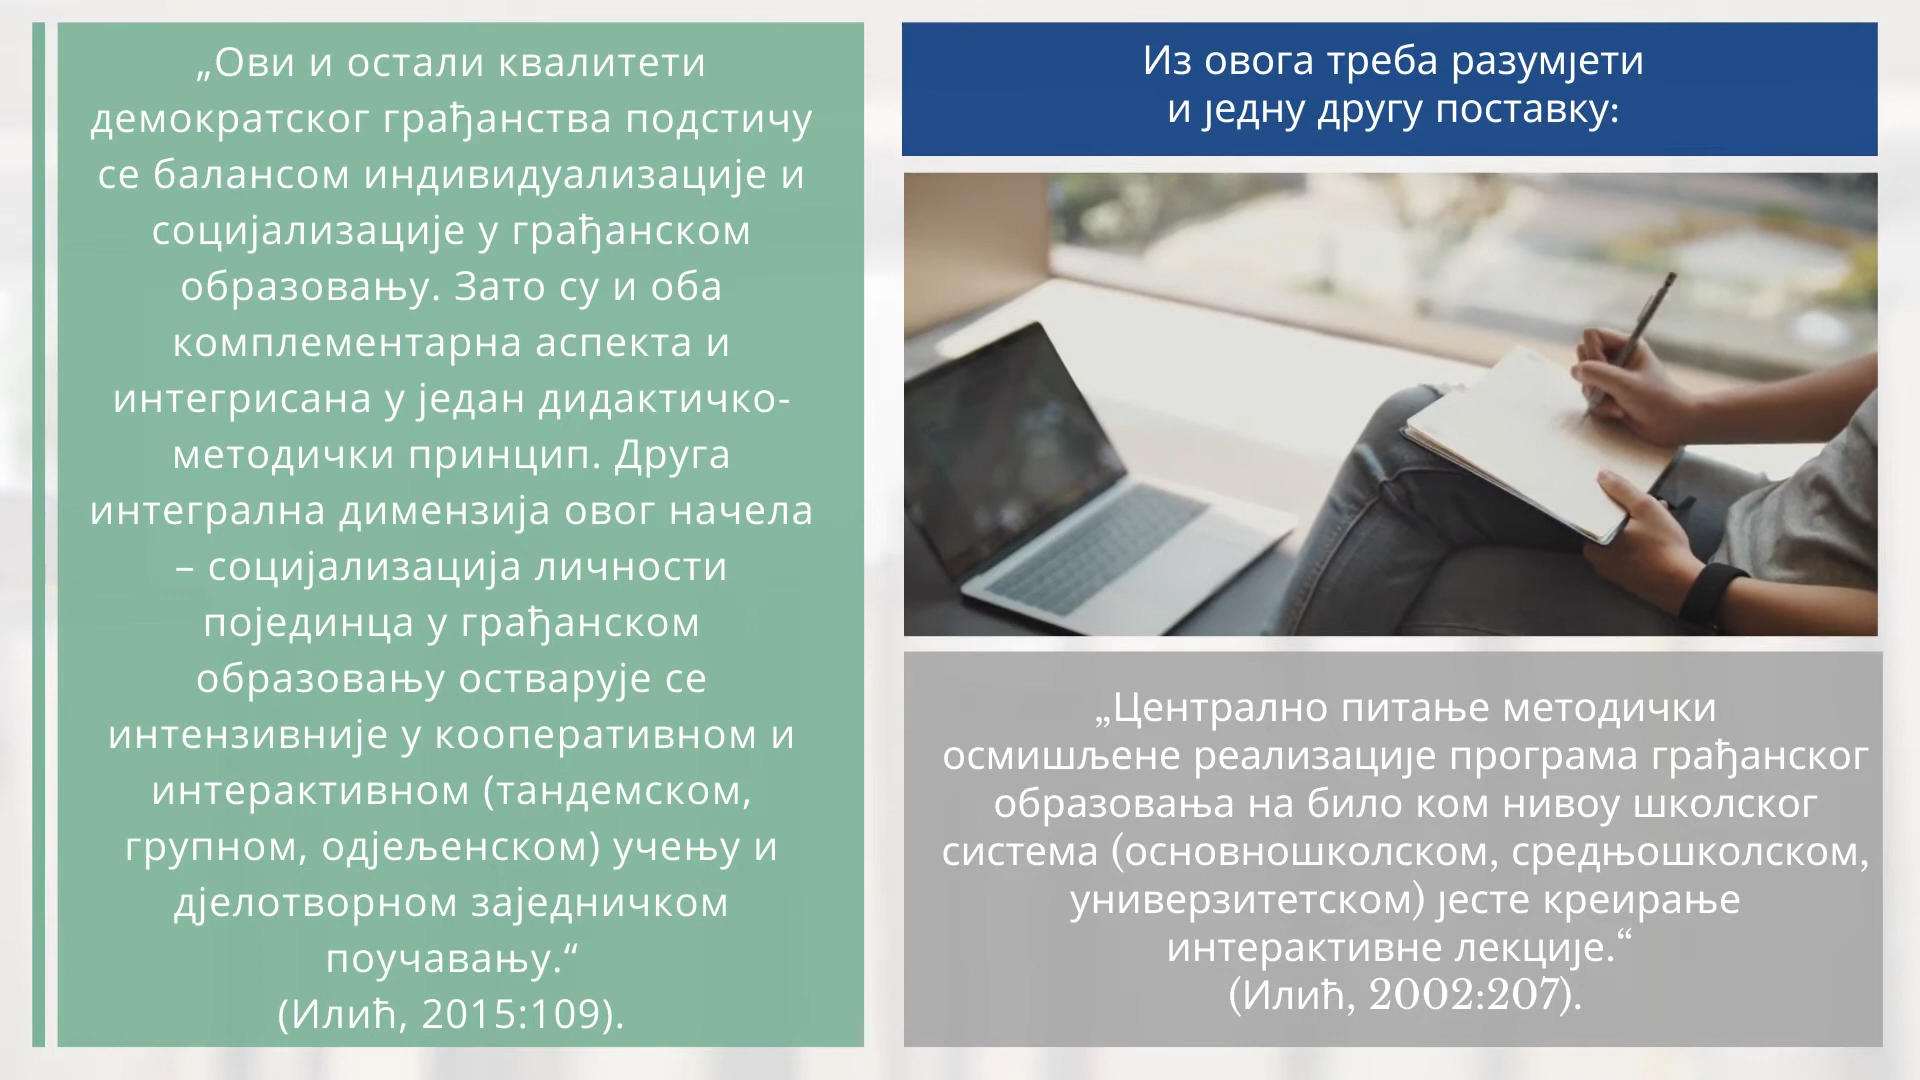 „Ови и остали квалитети
демократског грађанства подстичу
се балансом индивидуализације и
социјализације у грађанском
образовању. Зато су и оба
комплементарна аспекта и
интегрисана у један дидактичко-
методички принцип. Друга
интегрална димензија овог начела
– социјализација личности
појединца у грађанском
образовању остварује се
интензивније у кооперативном и
интерактивном (тандемском,
групном, одјељенском) учењу и
дјелотворном заједничком
поучавању.“
(Илић, 2015:109).
Из овога треба разумјети
и једну другу поставку:
„Централно питање методички
осмишљене реализације програма грађанског
образовања на било ком нивоу школског
система (основношколском, средњошколском,
универзитетском) јесте креирање
интерактивне лекције.“
(Илић, 2002:207).